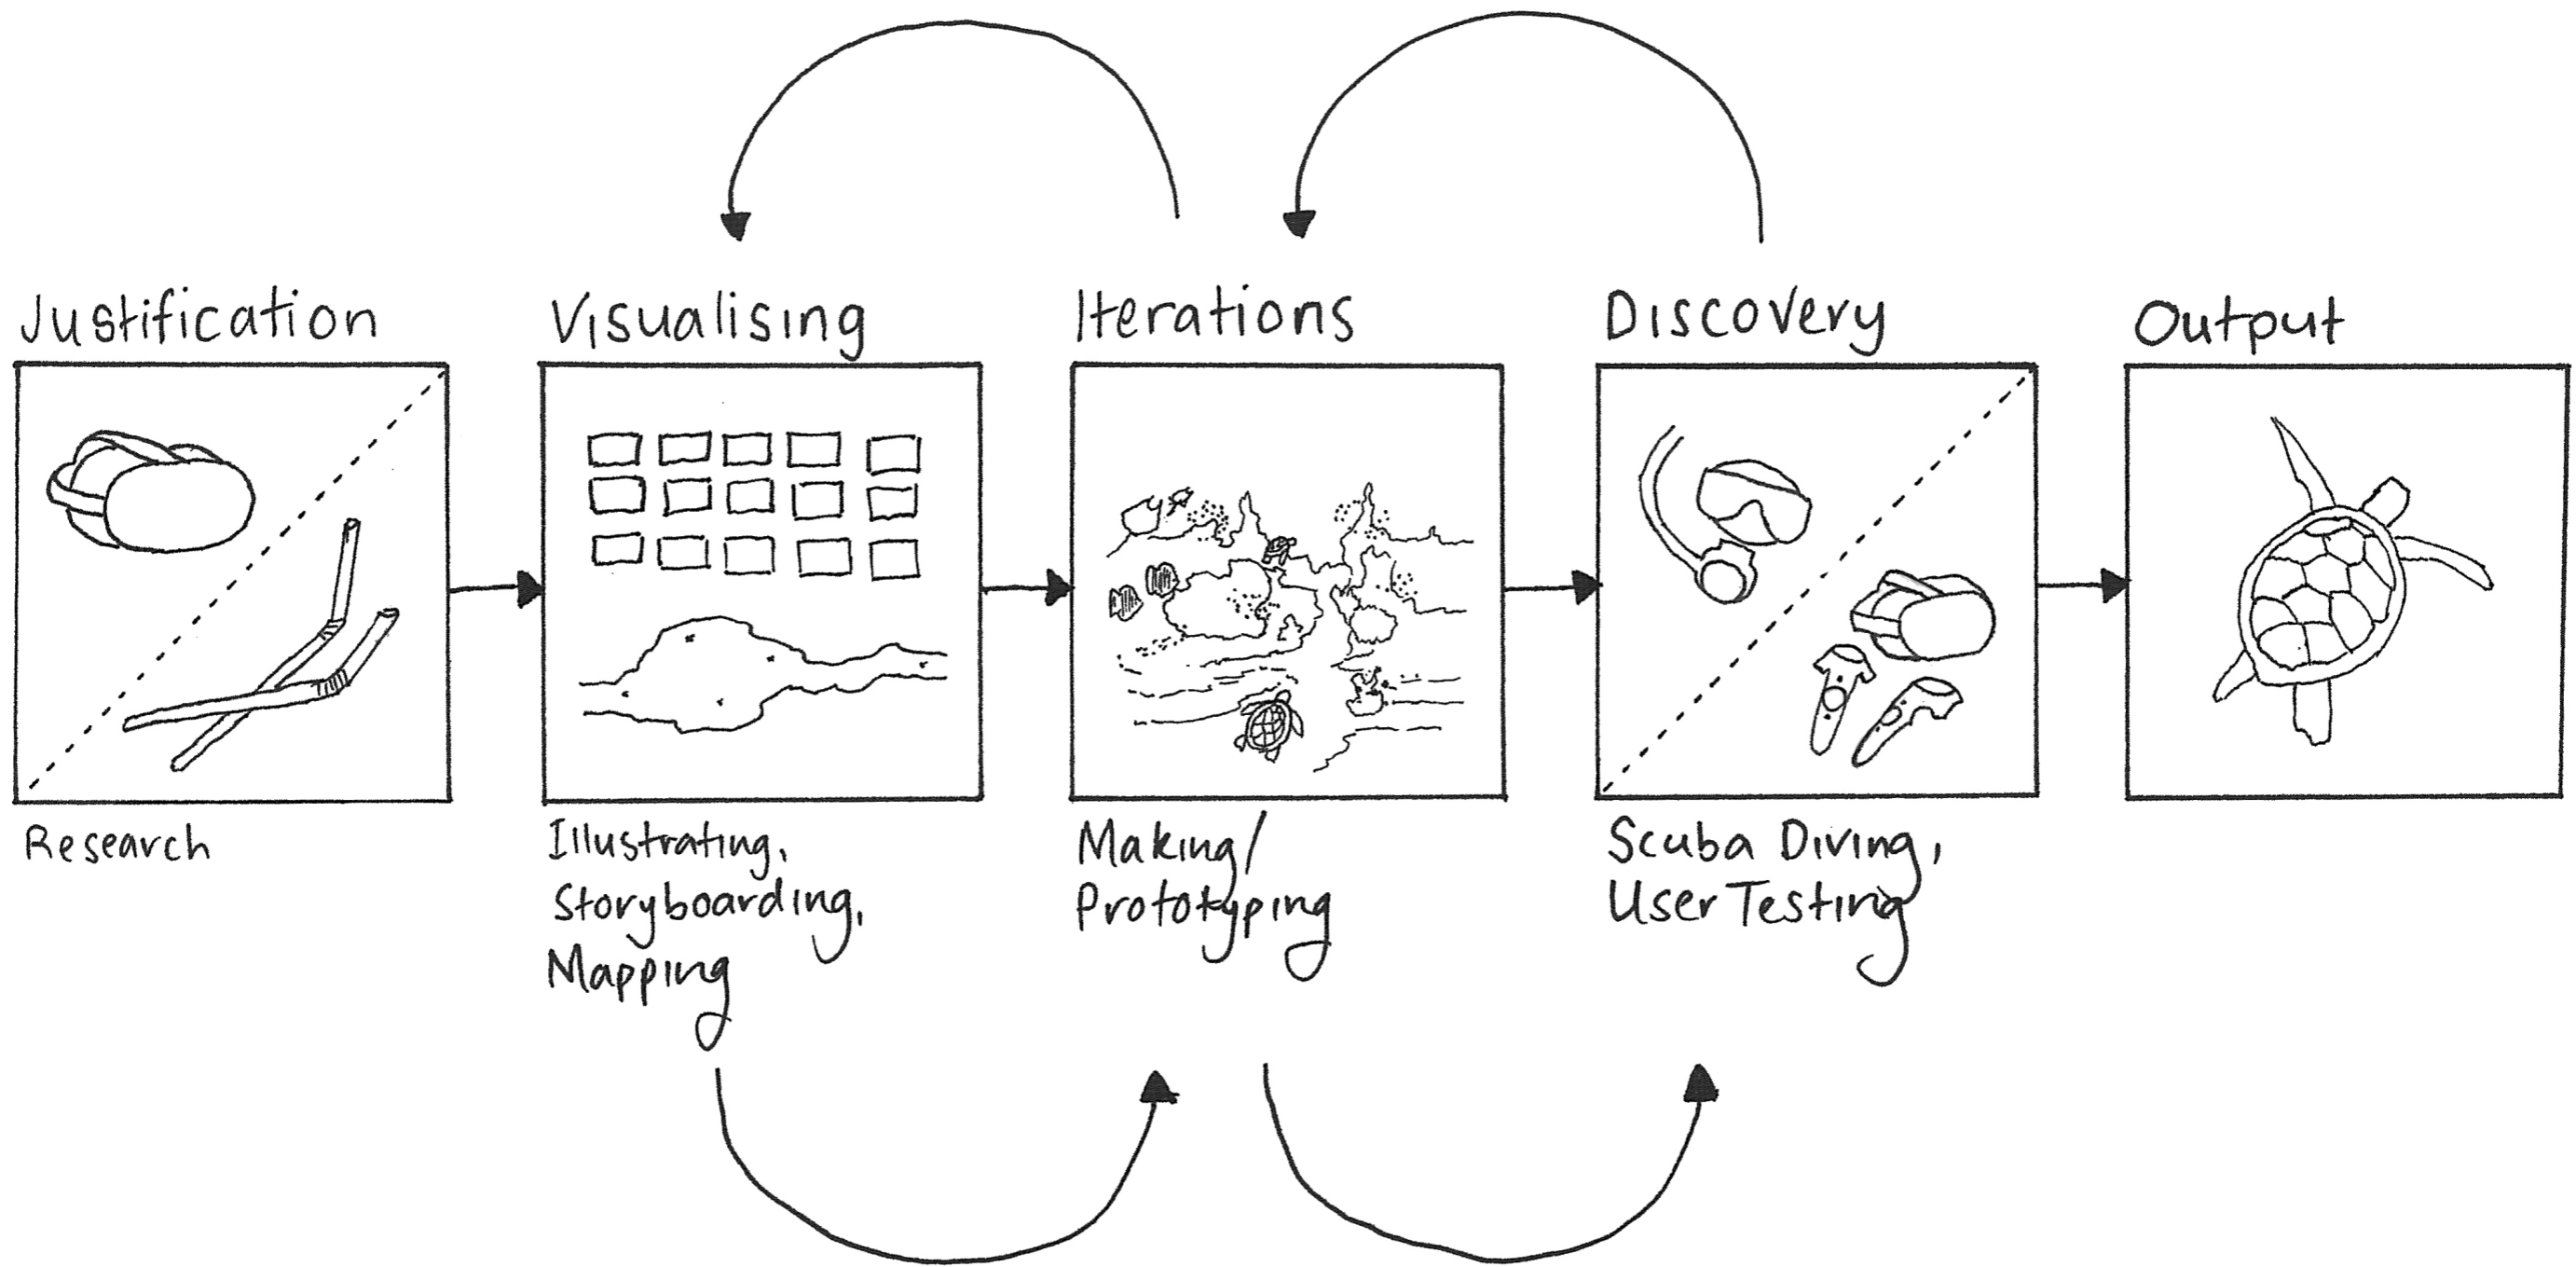 Justification
Visualising
Iterations
Discovery
Output
Research
Illustrating,
Storyboarding,
Mapping
Making/
Prototyping
Scuba Diving,
User Testing